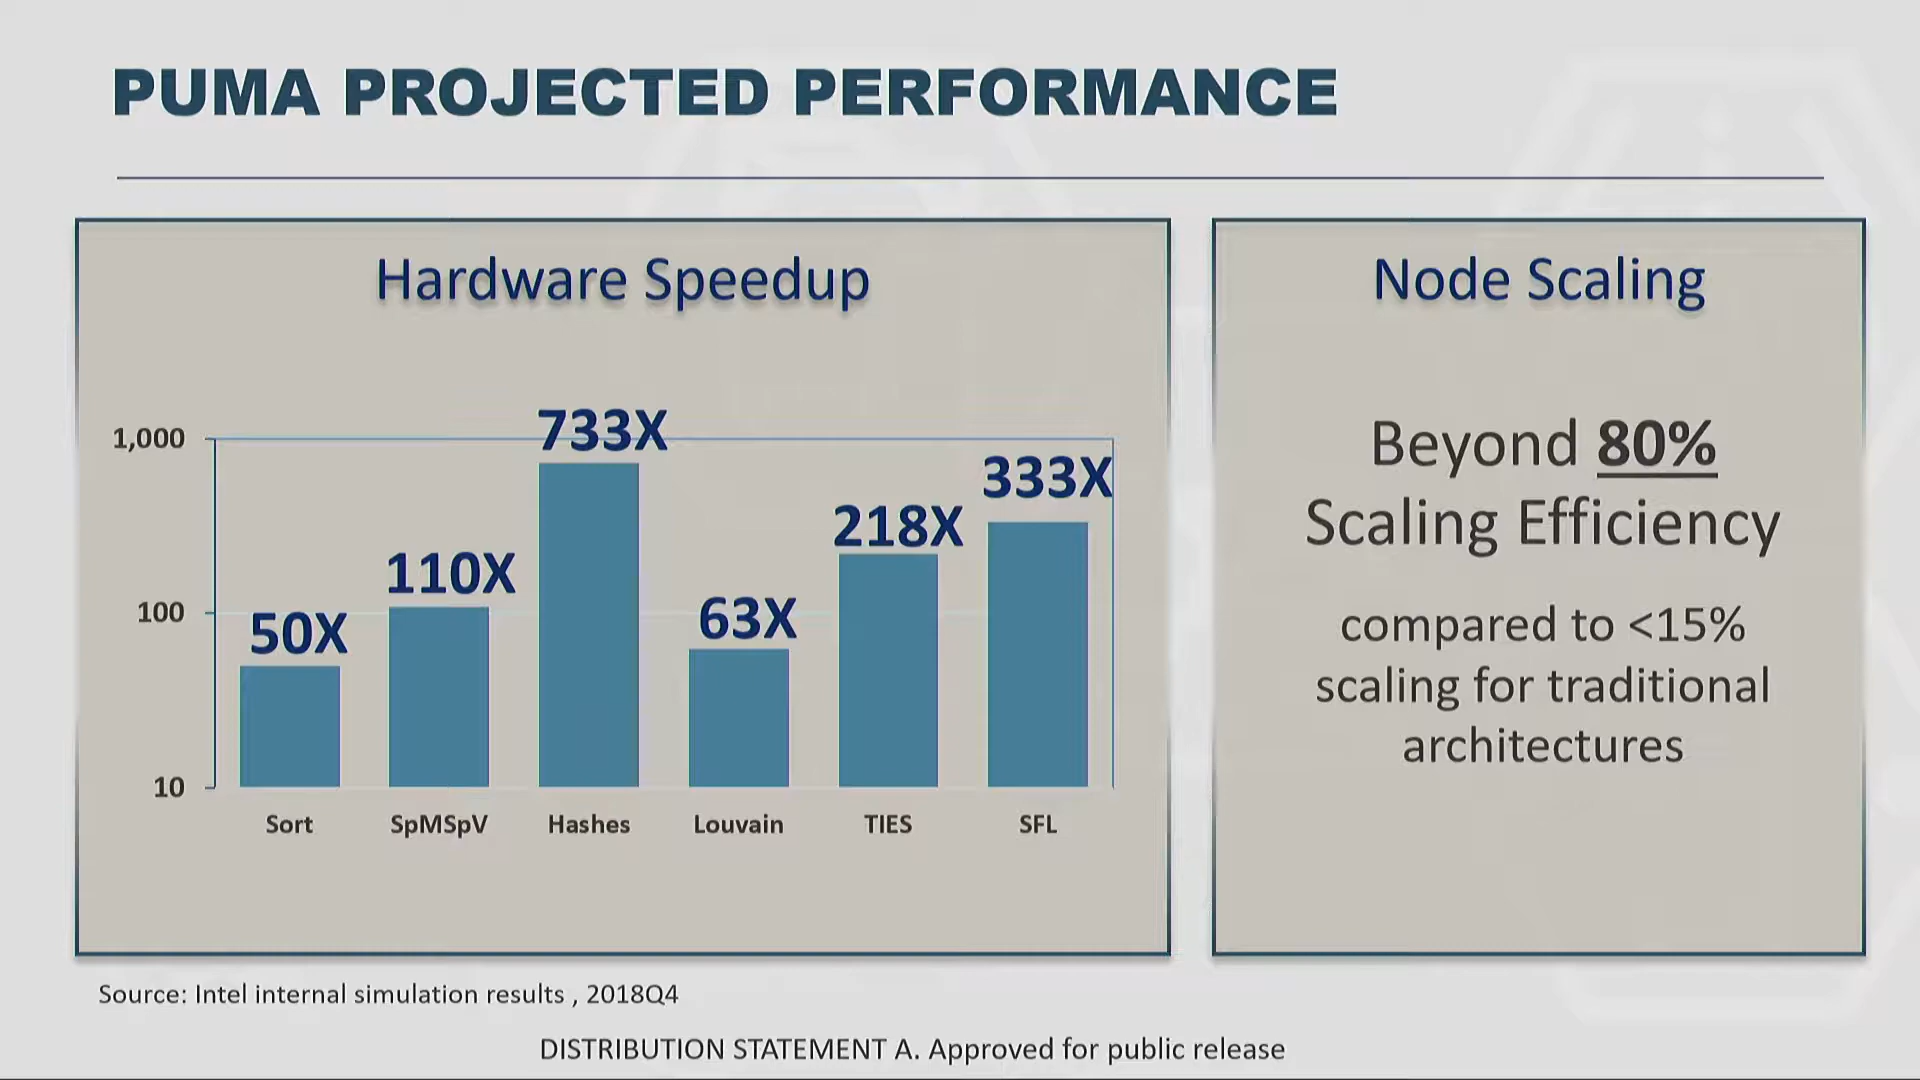 PUMA PROJECTED PERFORMANCE
Hardware Speedup
1,000
100
10
50X
110X
733X
63X
218X
333X
Sort
SpMSpV
Hashes
Louvain
TIES
SFL
Node Scaling
Beyond 80%
Scaling Efficiency
compared to <15%
scaling for traditional
architectures
Source: Intel internal simulation results , 2018Q4
DISTRIBUTION STATEMENT A. Approved for public release